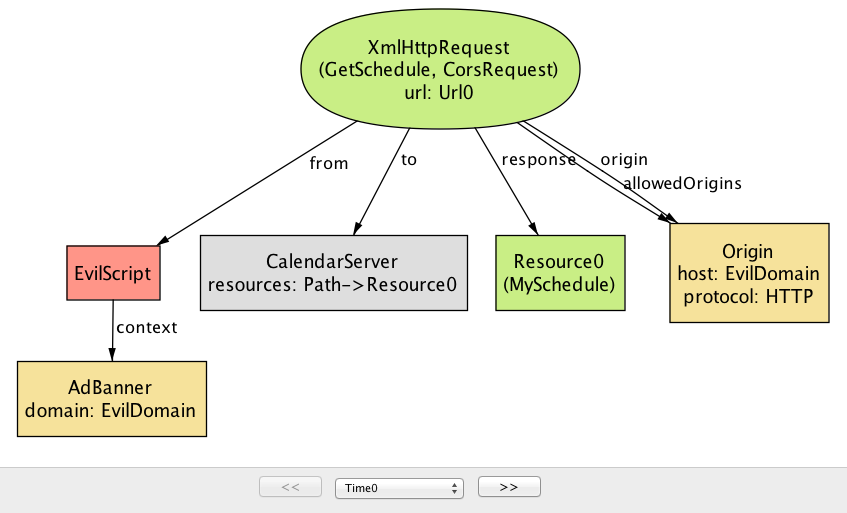 XmlHttpRequest
(GetSchedule, CorsRequest)
url: Url0
from
to
response
origin
allowedOrigins
EvilScript
CalendarServer
resources: Path->Resource0
Resource0
(MySchedule)
Origin
host: EvilDomain
protocol: HTTP
context
AdBanner
domain: EvilDomain
<<
Time0
>>